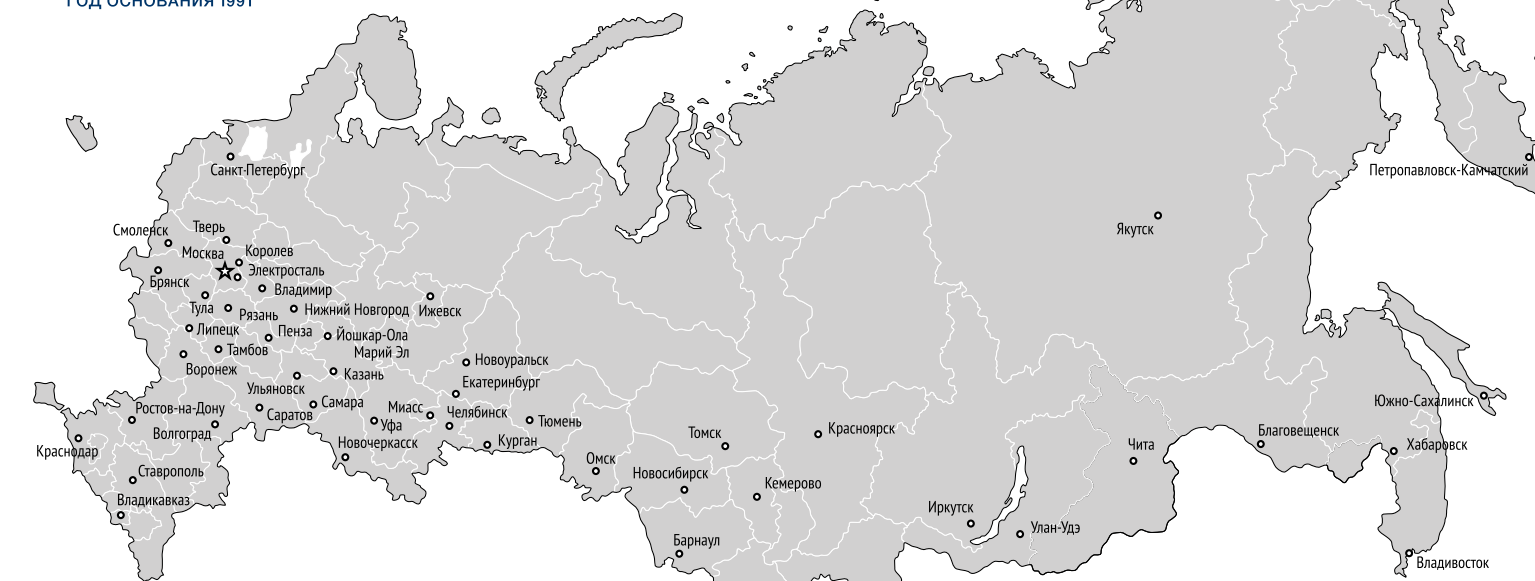 ГОД ОСНОВАНИЯ 1991
Санкт-Петербург
Петропавловск-Камчатский
Смоленск
Тверь
Якутск
Москва
Королев
Электросталь
Брянск
Владимир
Тула
Рязань
Нижний Новгород
Ижевск
Липецк
Пенза
Йошкар-Ола
Марий Эл
Тамбов
Воронеж
Новоуральск
Казань
Екатеринбург
Ульяновск
Самара
Южно-Сахалинск
Ростов-на-Дону
Саратов
Миасс
Челябинск
Уфа
Тюмень
Волгоград
Новочеркасск
Курган
Томск
Красноярск
Чита
Благовещенск
Хабаровск
Краснодар
Омск
Ставрополь
Новосибирск
Кемерово
Владикавказ
Иркутск
Улан-Удэ
Барнаул
Владивосток